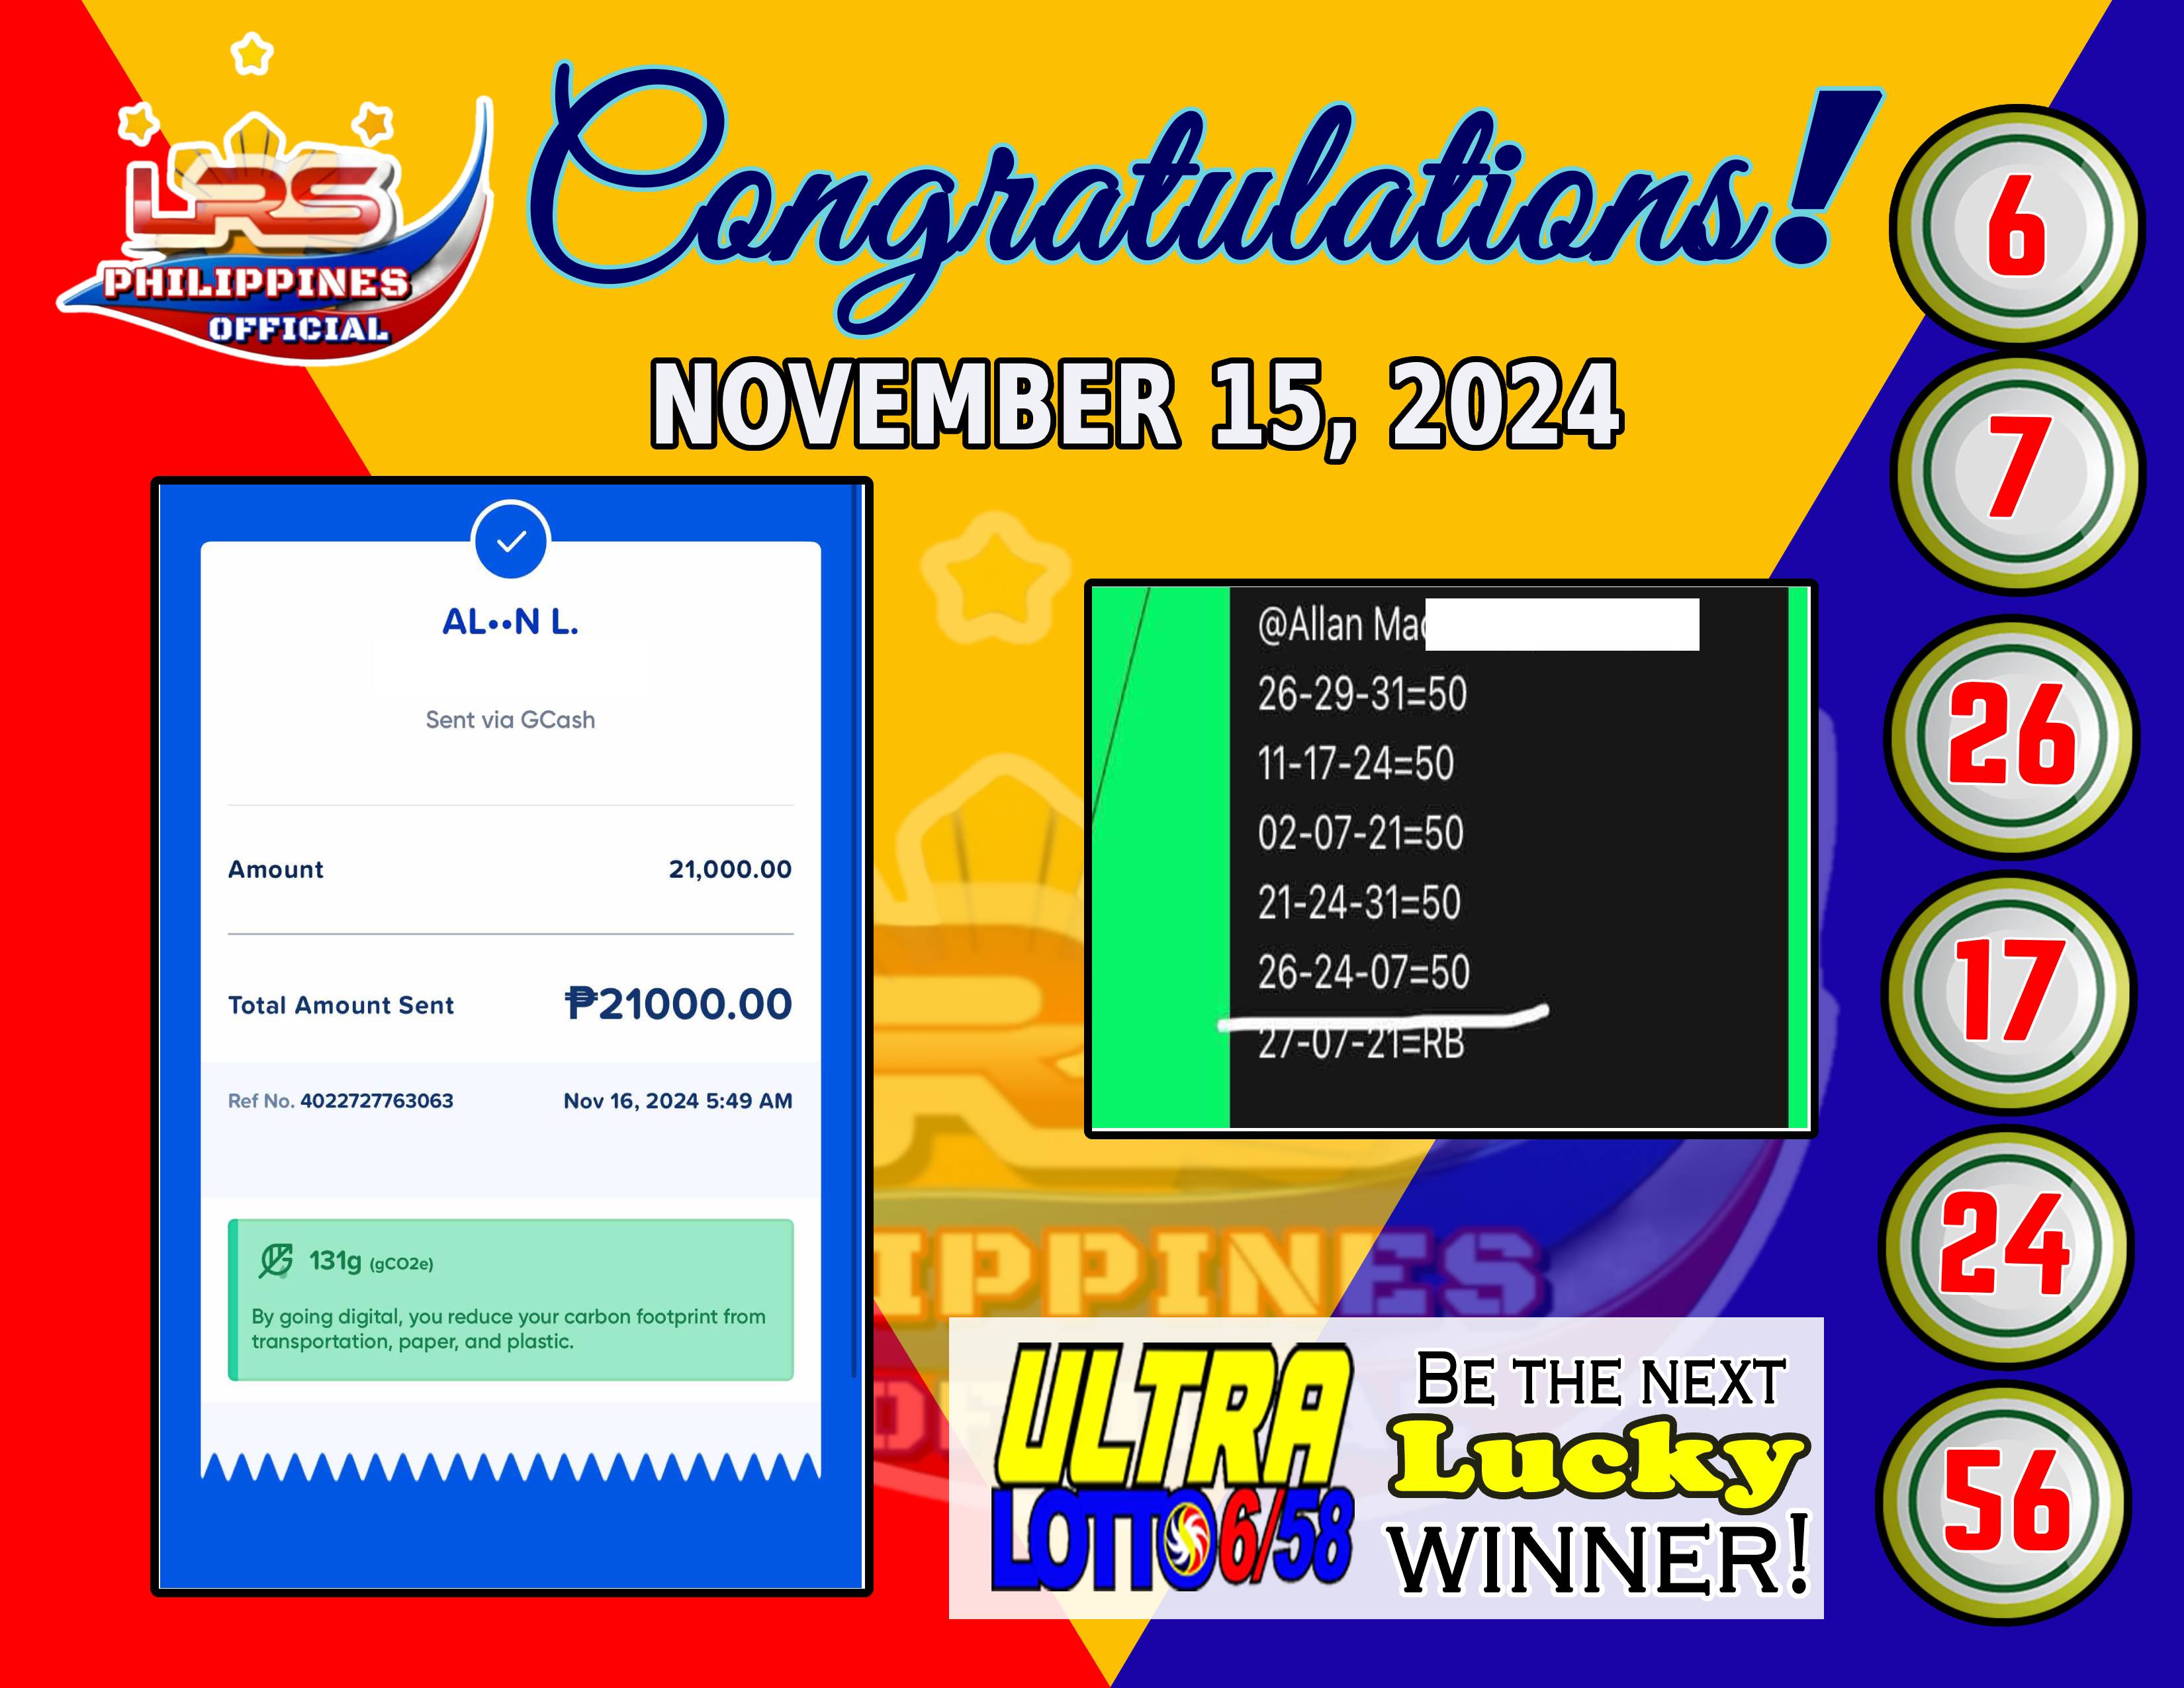 LRS
PHILIPPINES
OFFICIAL
Congratulations!
NOVEMBER 15, 2024
AL••N L.
Sent via GCash
Amount 21,000.00
Total Amount Sent ₱21000.00
Ref No. 4022727763063 Nov 16, 2024 5:49 AM
131g (gCO2e)
By going digital, you reduce your carbon footprint from
transportation, paper, and plastic.
@Allan
26-29-31=50
11-17-24=50
02-07-21=50
21-24-31=50
26-24-07=50
27-07-21=RB
ULTRA
LOTTO 6/58
BE THE NEXT
Lucky
WINNER!
6
7
26
17
24
56